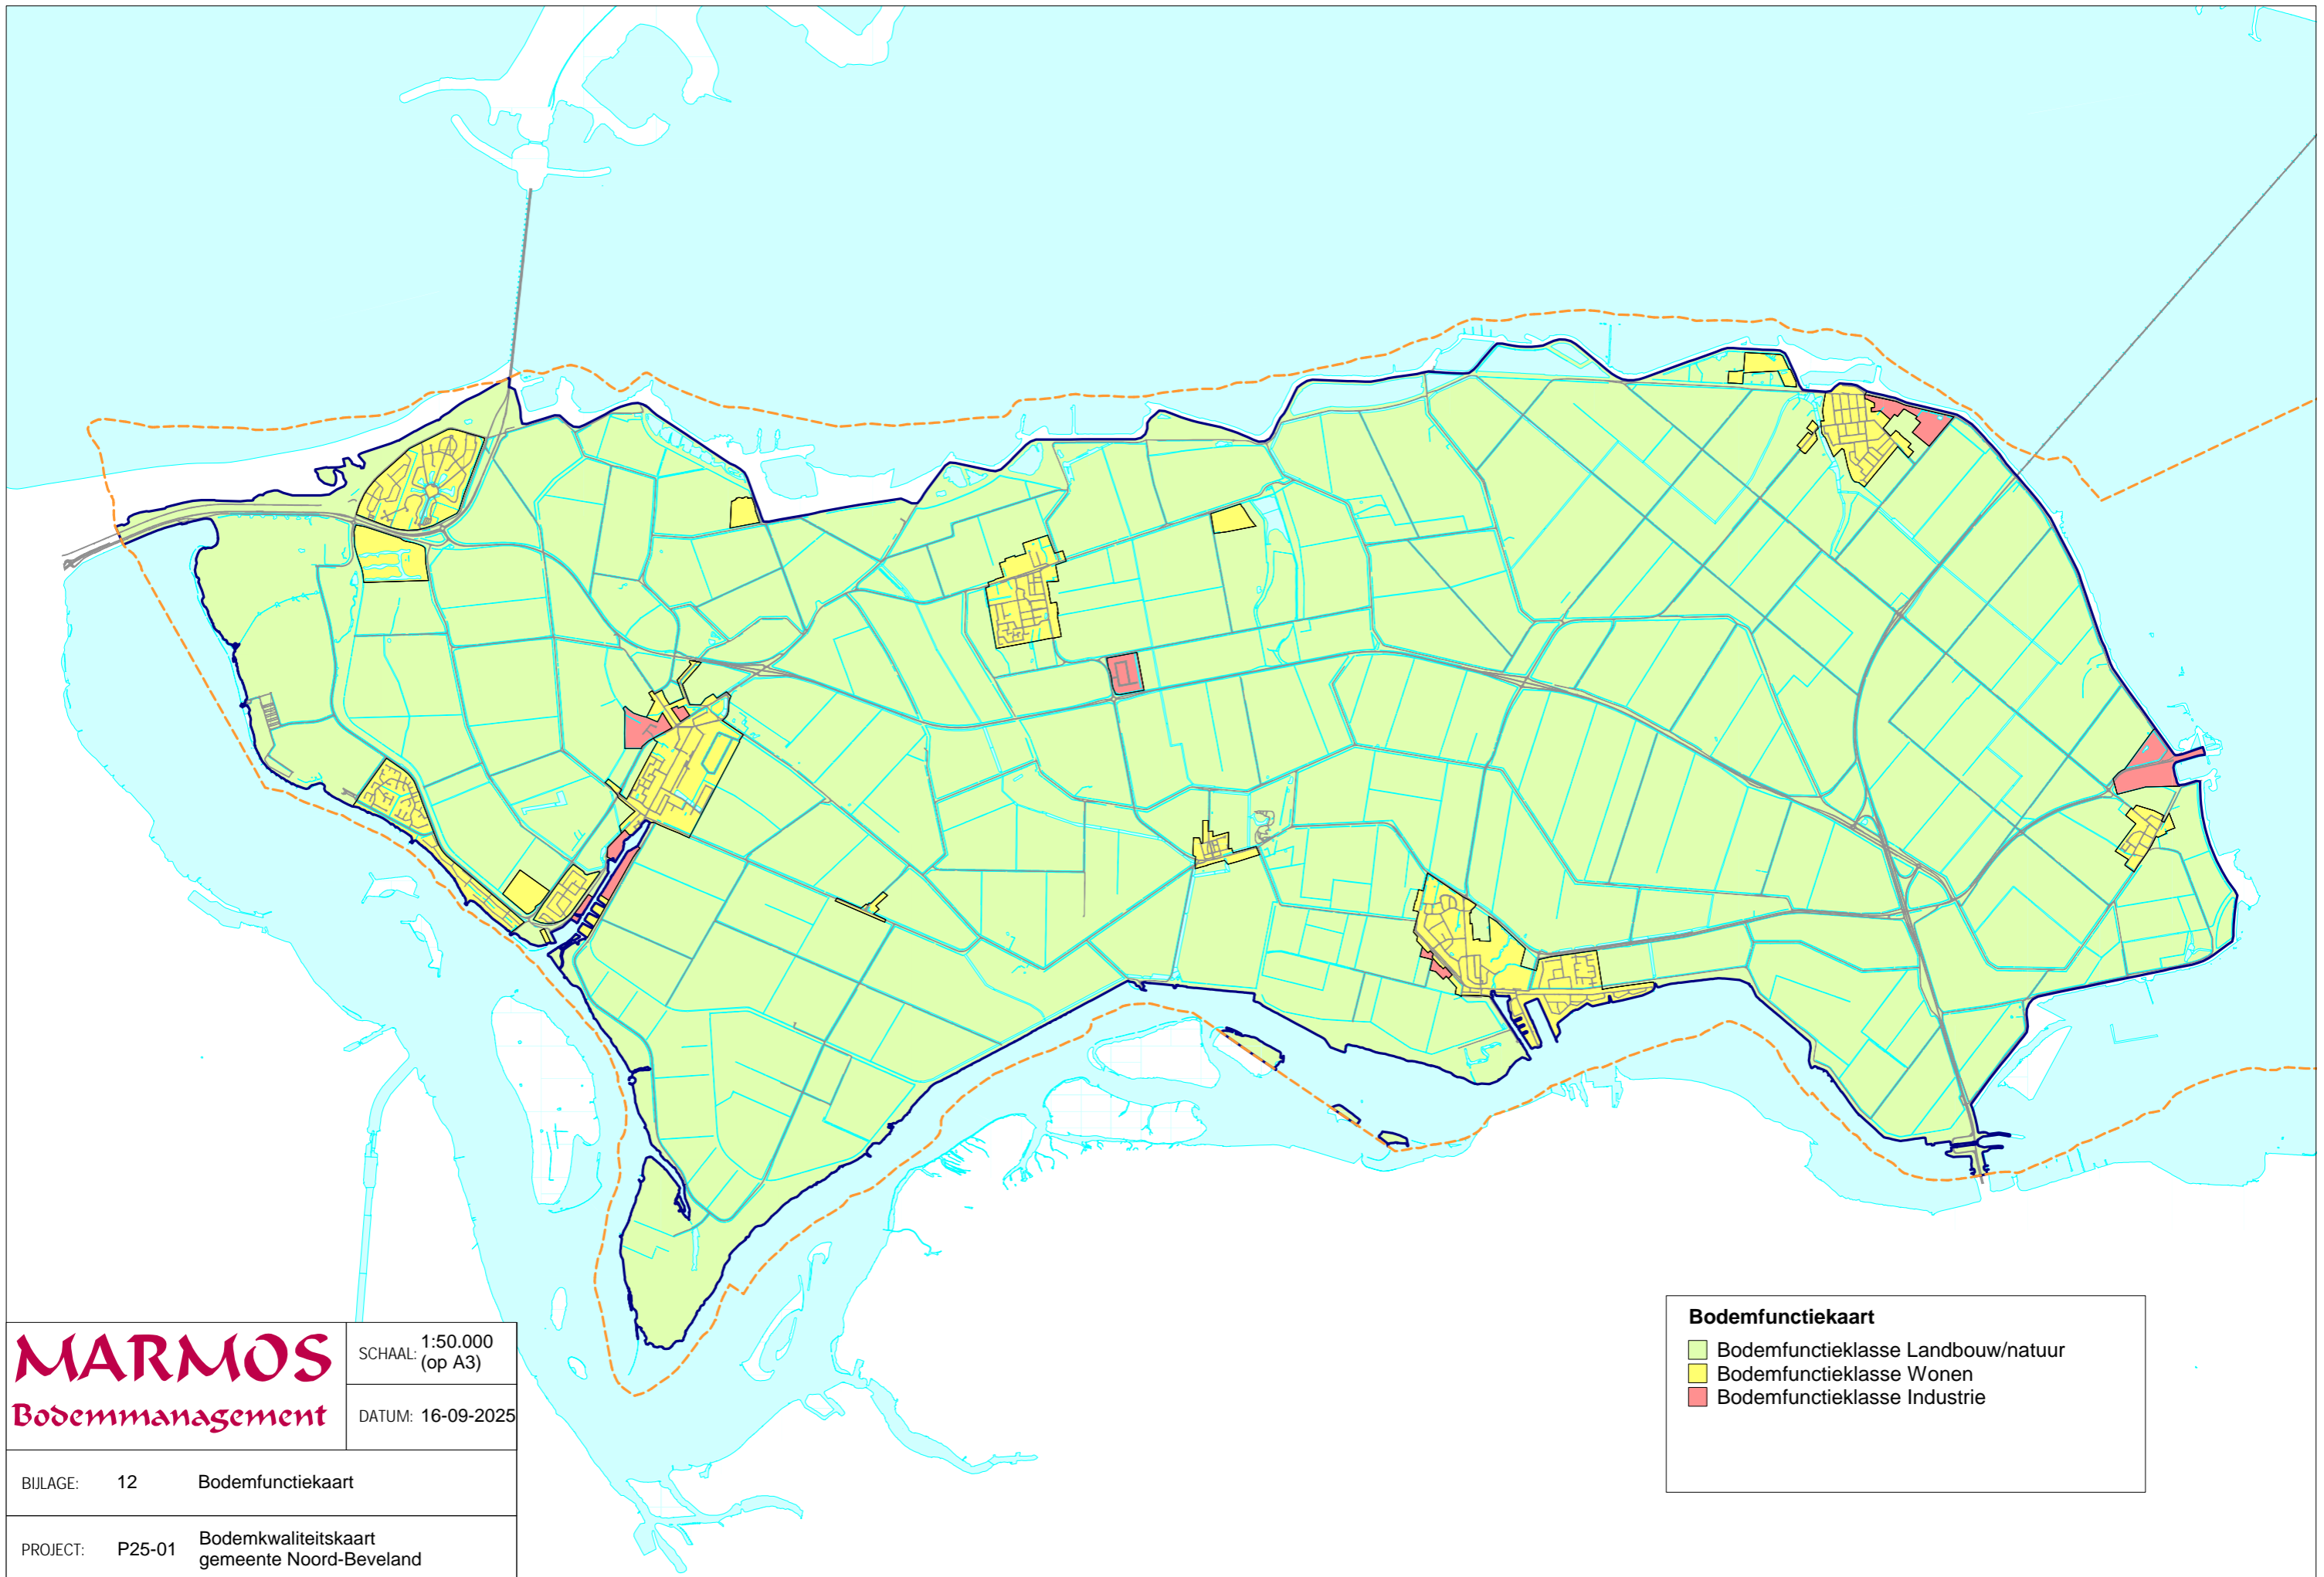 Bodemfunctiekaart
Bodemfunctieklasse Landbouw/natuur
Bodemfunctieklasse Wonen
Bodemfunctieklasse Industrie
MARMOS
Bodemmanagement
SCHAAL: 1:50.000
(op A3)
DATUM: 16-09-2025
BIJLAGE: 12 Bodemfunctiekaart
PROJECT: P25-01 Bodemkwaliteitskaart
gemeente Noord-Beveland